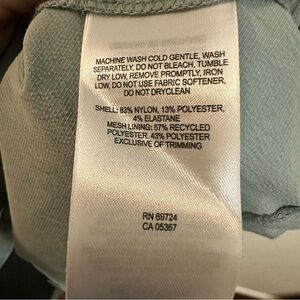 MACHINE WASH COLD GENTLE, WASH
SEPARATELY, DO NOT BLEACH, TUMBLE
DRY LOW, REMOVE PROMPTLY, IRON
LOW, DO NOT USE FABRIC SOFTENER,
DO NOT DRYCLEAN
SHELL: 83% NYLON, 13% POLYESTER,
4% ELASTANE
MESH LINING: 57% RECYCLED
POLYESTER, 43% POLYESTER
EXCLUSIVE OF TRIMMING
RN 69724
CA 05367